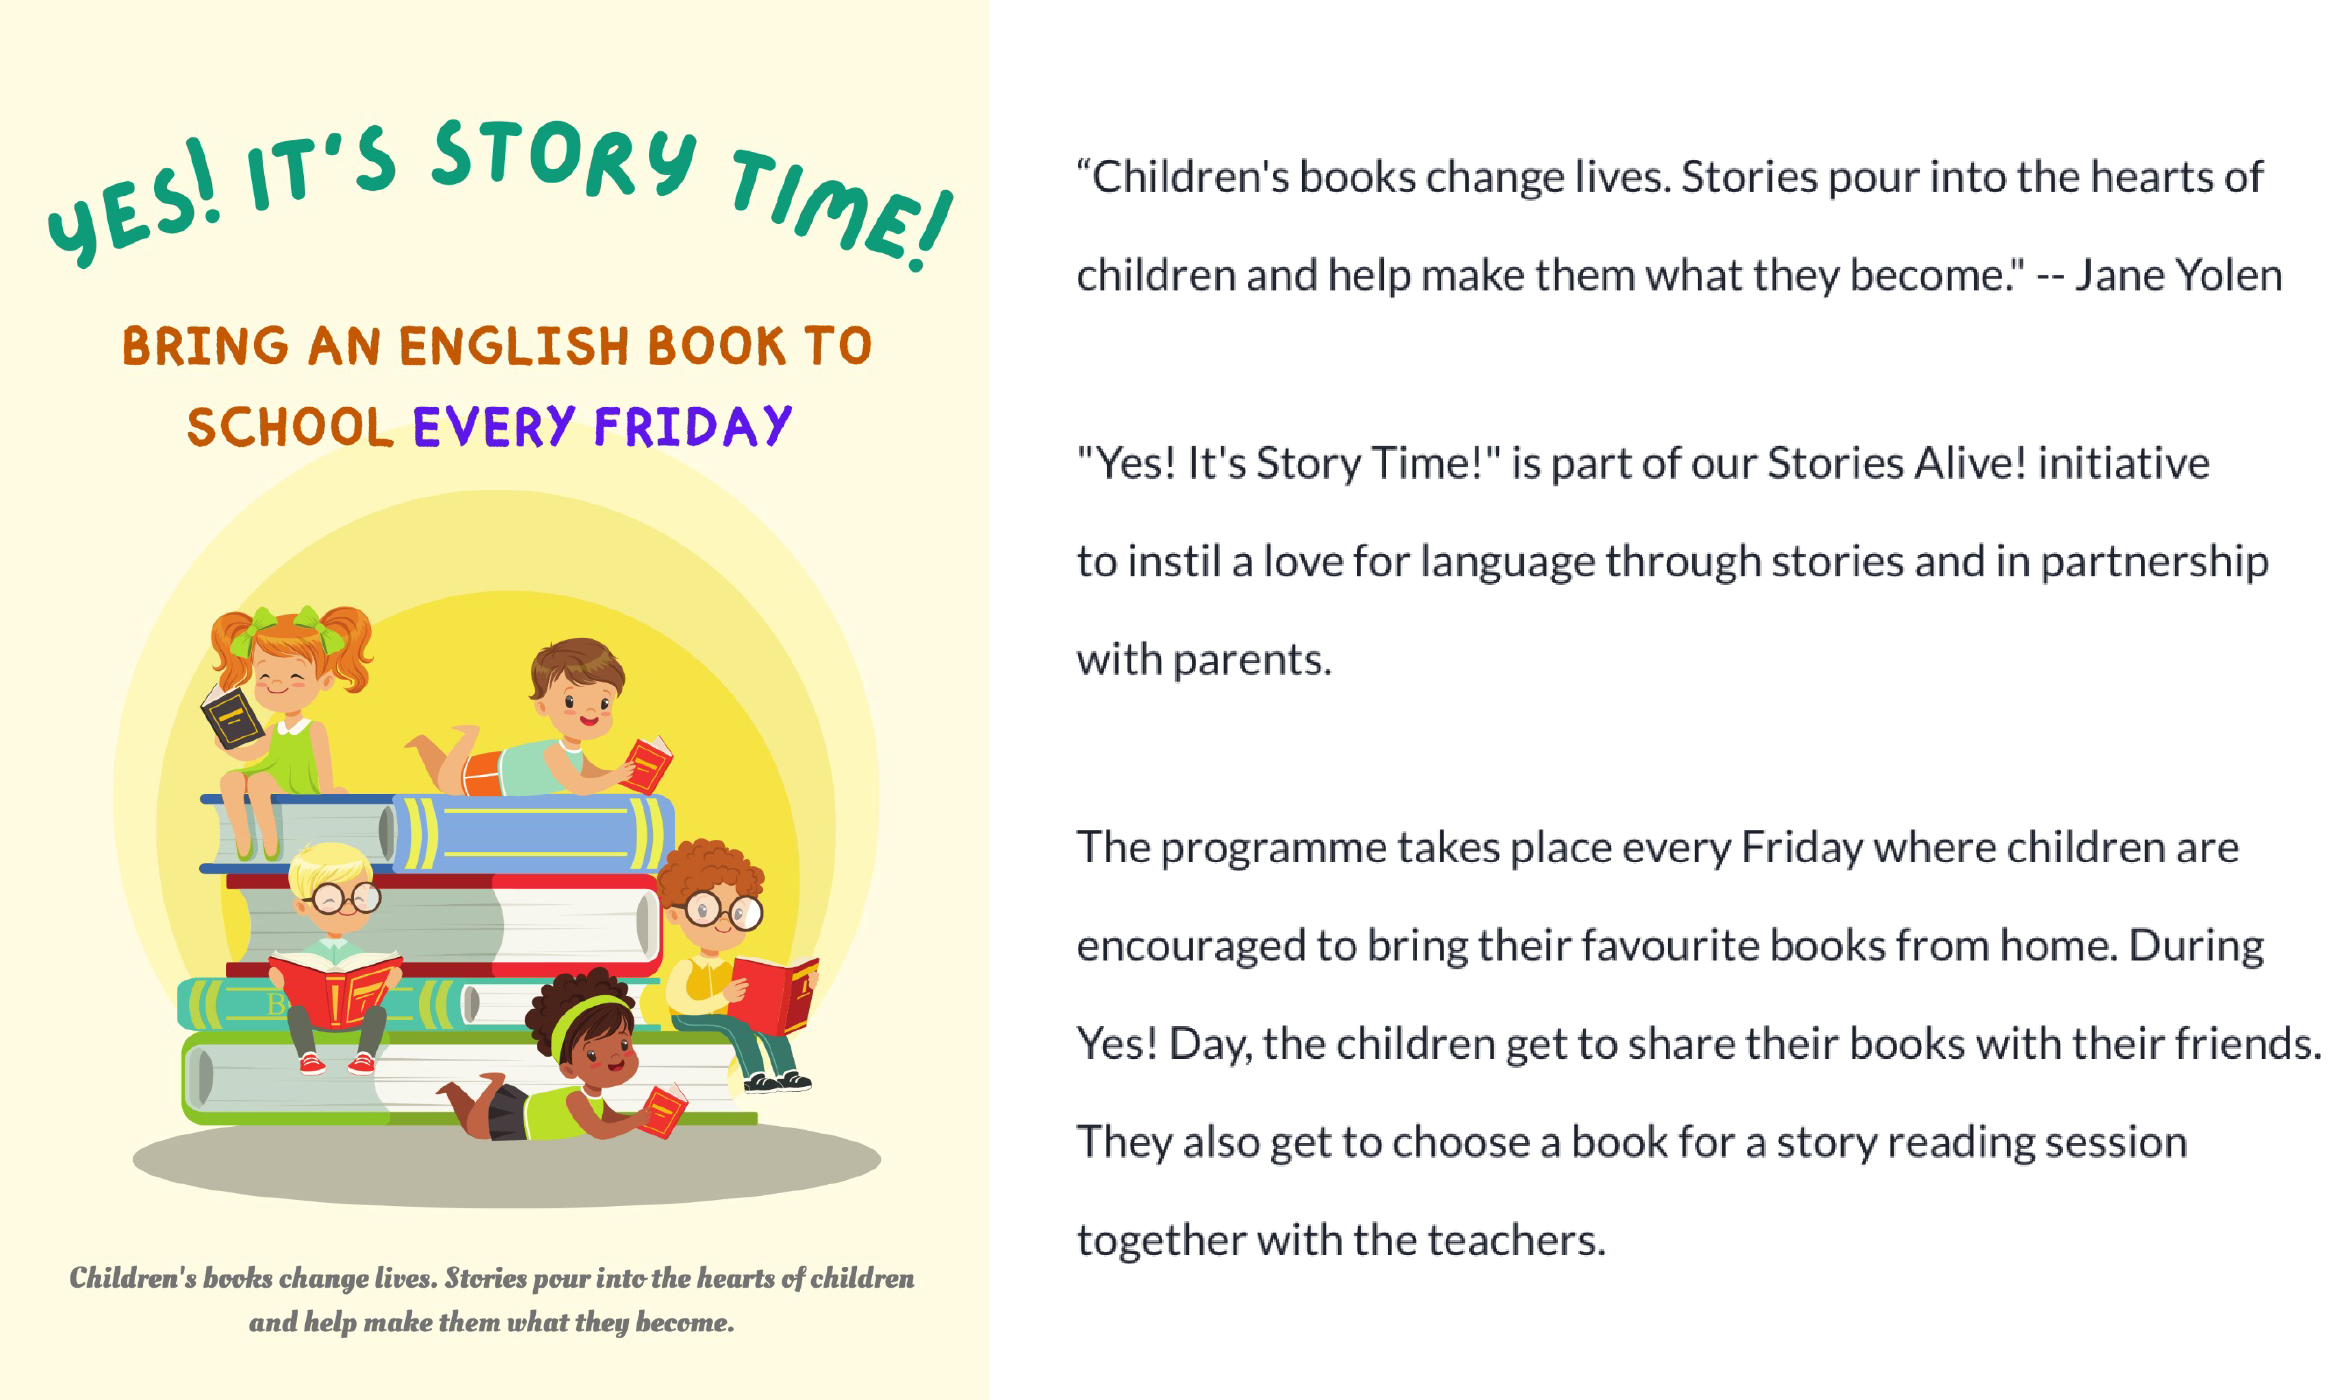 YES! IT'S STORY TIME!
BRING AN ENGLISH BOOK TO
SCHOOL EVERY FRIDAY
B
Children's books change lives. Stories pour into the hearts of children
and help make them what they become.
“Children's books change lives. Stories pour into the hearts of
children and help make them what they become." -- Jane Yolen
"Yes! It's Story Time!" is part of our Stories Alive! initiative
to instil a love for language through stories and in partnership
with parents.
The programme takes place every Friday where children are
encouraged to bring their favourite books from home. During
Yes! Day, the children get to share their books with their friends.
They also get to choose a book for a story reading session
together with the teachers.